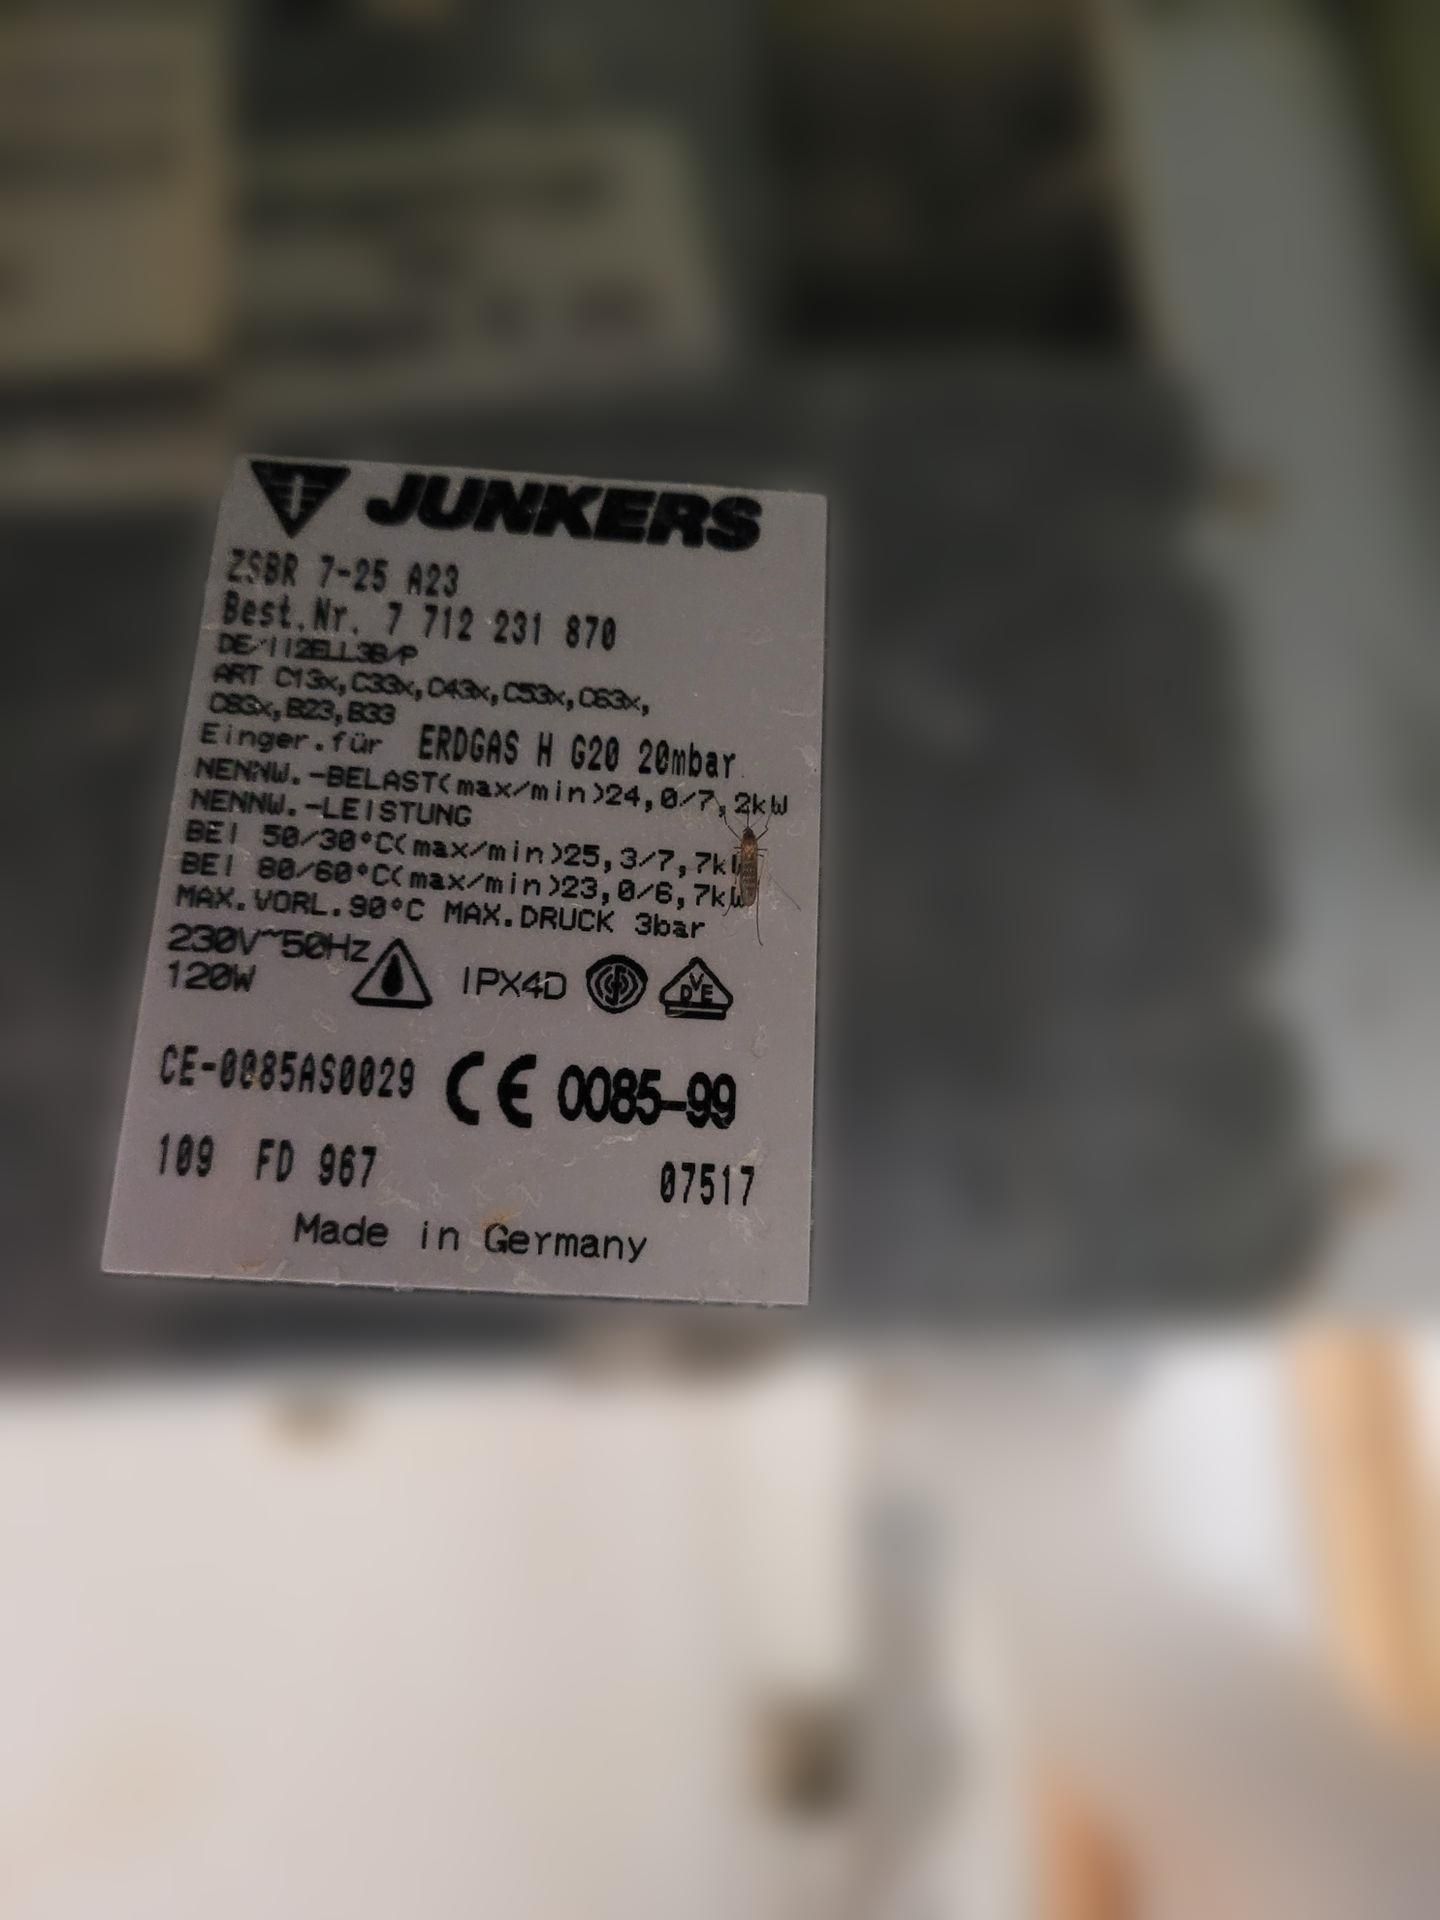 JUNKERS
ZSBR 7-25 A23
Best.Nr. 7 712 231 870
DE/II2ELL3B/P
ART C13x,C33x,C43x,C53x,C63x,
C83x,B23,B33
Einger.für ERDGAS H G20 20mbar
NENNW.-BELAST(max/min)24,0/7,2kW
NENNW.-LEISTUNG
BEI 50/30°C(max/min)25,3/7,7kW
BEI 80/60°C(max/min)23,0/6,7kW
MAX.VORL.90°C MAX.DRUCK 3bar
230V~50Hz
120W IPX4D DVE
CE-0085AS0029 CE 0085-99
109 FD 967 07517
Made in Germany